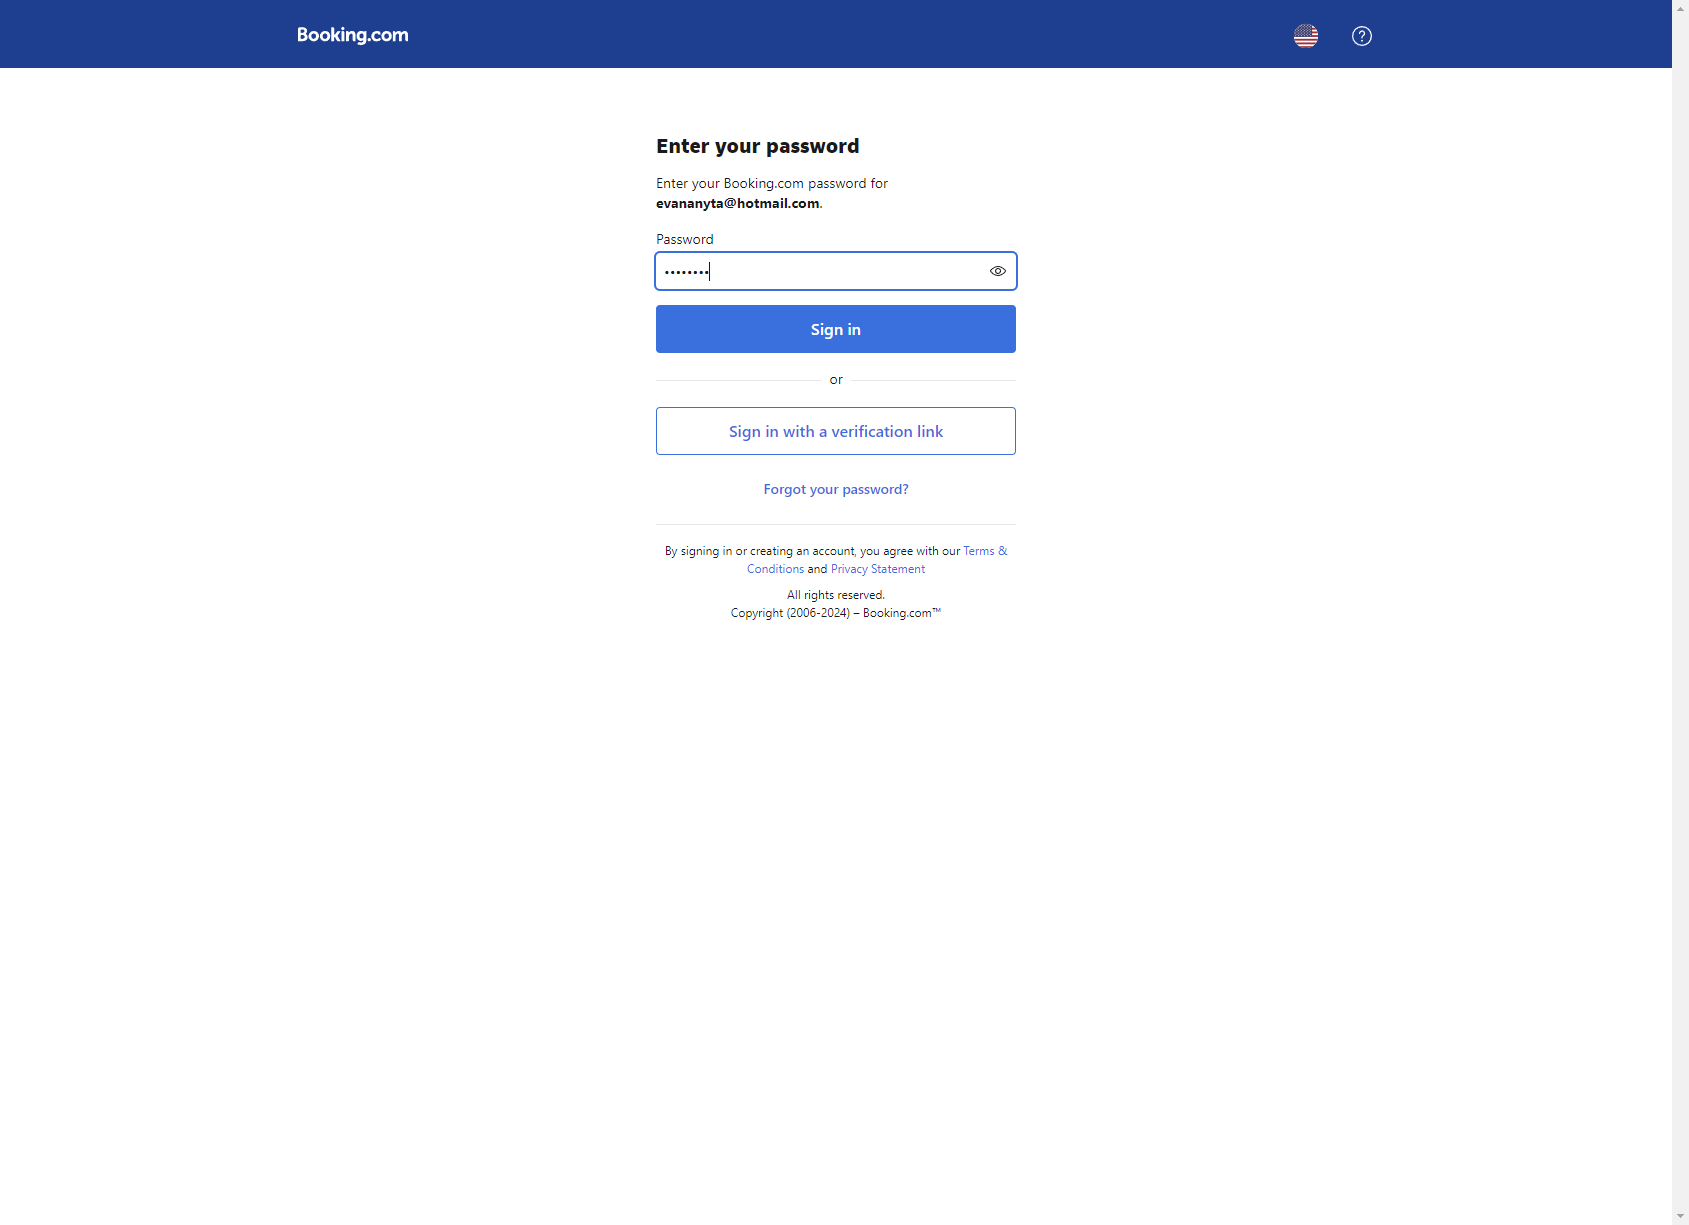 Booking.com
Enter your password
Enter your Booking.com password for
evananyta@hotmail.com.
Password
••••••••
Sign in
or
Sign in with a verification link
Forgot your password?
By signing in or creating an account, you agree with our Terms &
Conditions and Privacy Statement
All rights reserved.
Copyright (2006-2024) – Booking.com™